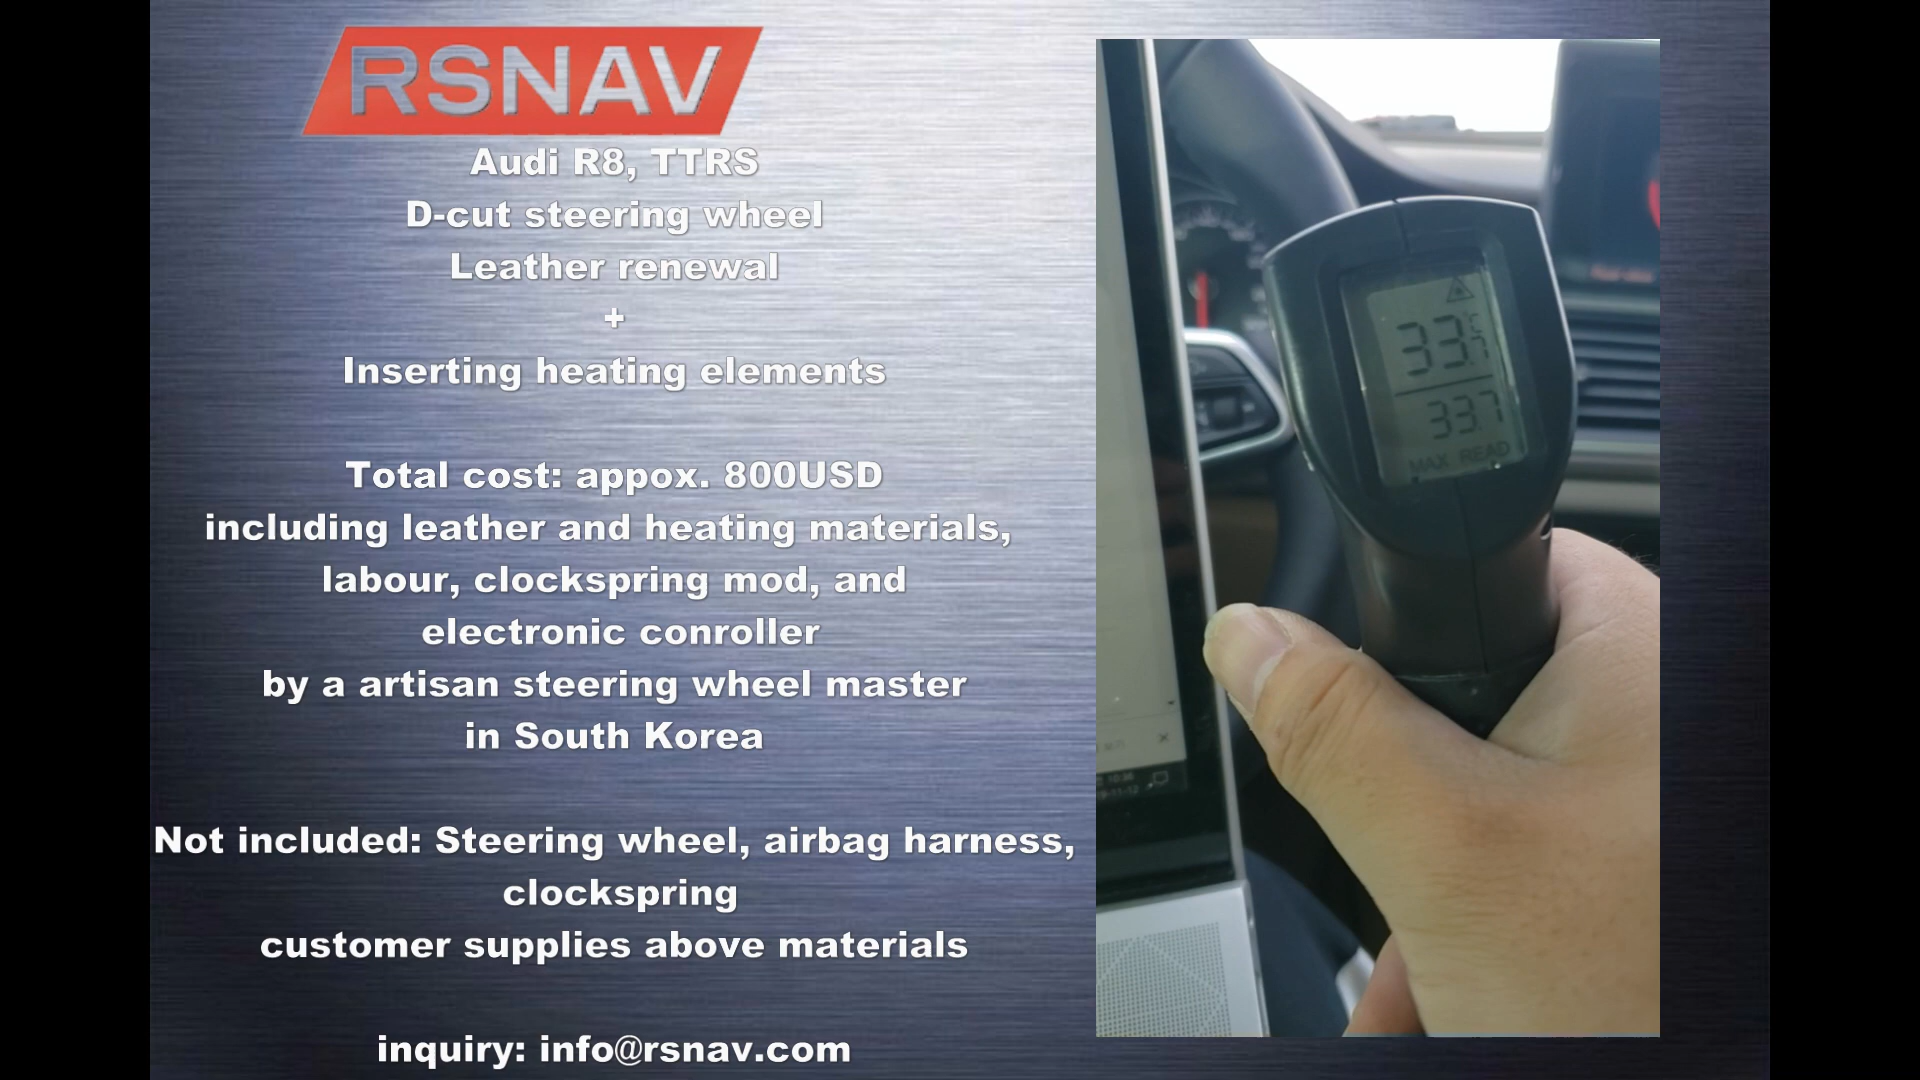 RSNAV
Audi R8, TTRS
D-cut steering wheel
Leather renewal
+
Inserting heating elements
Total cost: appox. 800USD
including leather and heating materials,
labour, clockspring mod, and
electronic conroller
by a artisan steering wheel master
in South Korea
Not included: Steering wheel, airbag harness,
clockspring
customer supplies above materials
inquiry: info@rsnav.com
33.7
MAX READ